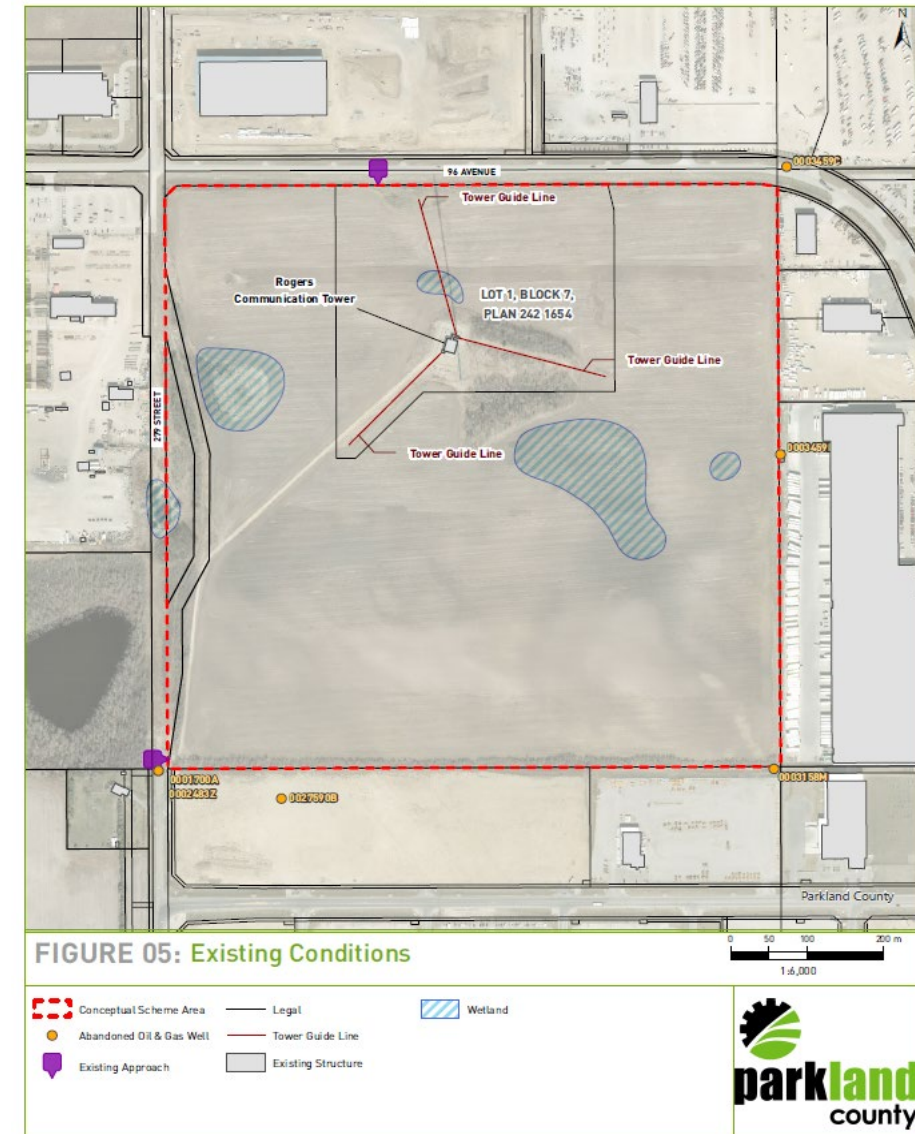 N
0003459C
96 AVENUE
Tower Guide Line
Rogers
Communication Tower
LOT 1, BLOCK 7,
PLAN 242 1654
Tower Guide Line
279 STREET
Tower Guide Line
0001700A
0002483Z
0027590B
0003158M
Parkland County
FIGURE 05: Existing Conditions
0 50 100 200 m
1:6,000
Conceptual Scheme Area
Legal
Wetland
Abandoned Oil & Gas Well
Tower Guide Line
Existing Approach
Existing Structure
parkland
county